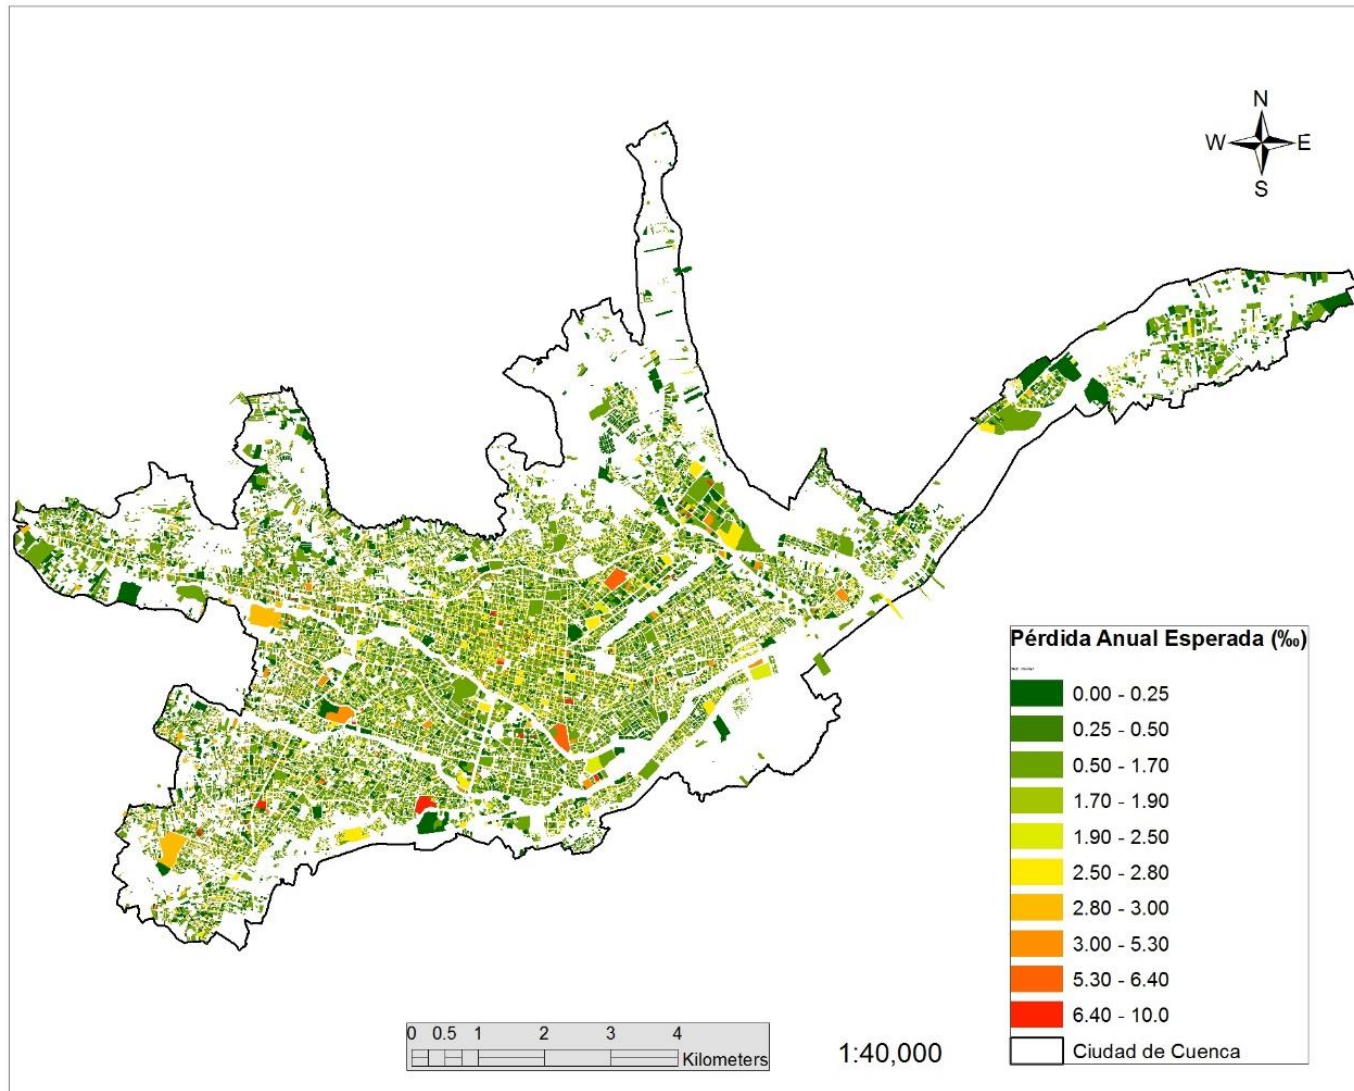 N
W E
S
Pérdida Anual Esperada (‰)
0.00 - 0.25
0.25 - 0.50
0.50 - 1.70
1.70 - 1.90
1.90 - 2.50
2.50 - 2.80
2.80 - 3.00
3.00 - 5.30
5.30 - 6.40
6.40 - 10.0
Ciudad de Cuenca
0 0.5 1 2 3 4
Kilometers
1:40,000